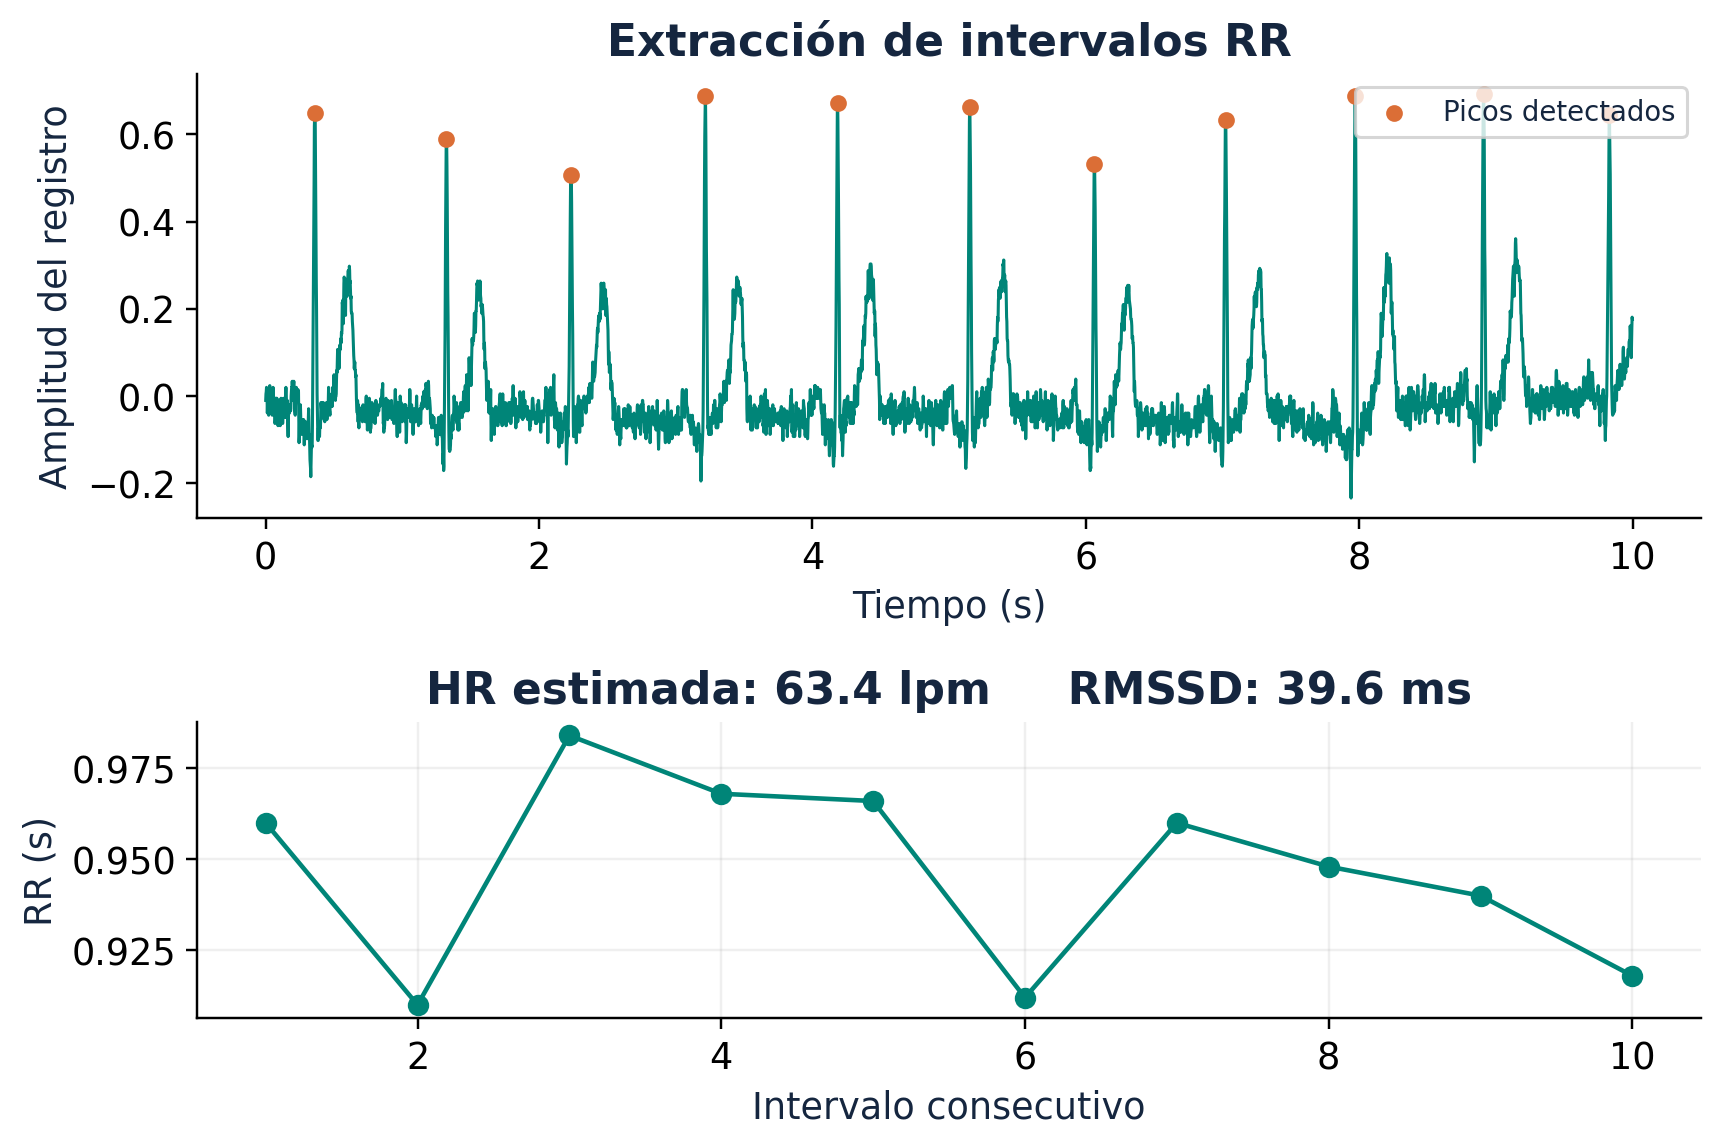 Extracción de intervalos RR
Amplitud del registro
0.6
0.4
0.2
0.0
−0.2
Picos detectados
0 2 4 6 8 10
Tiempo (s)
HR estimada: 63.4 lpm RMSSD: 39.6 ms
RR (s)
0.975
0.950
0.925
2 4 6 8 10
Intervalo consecutivo